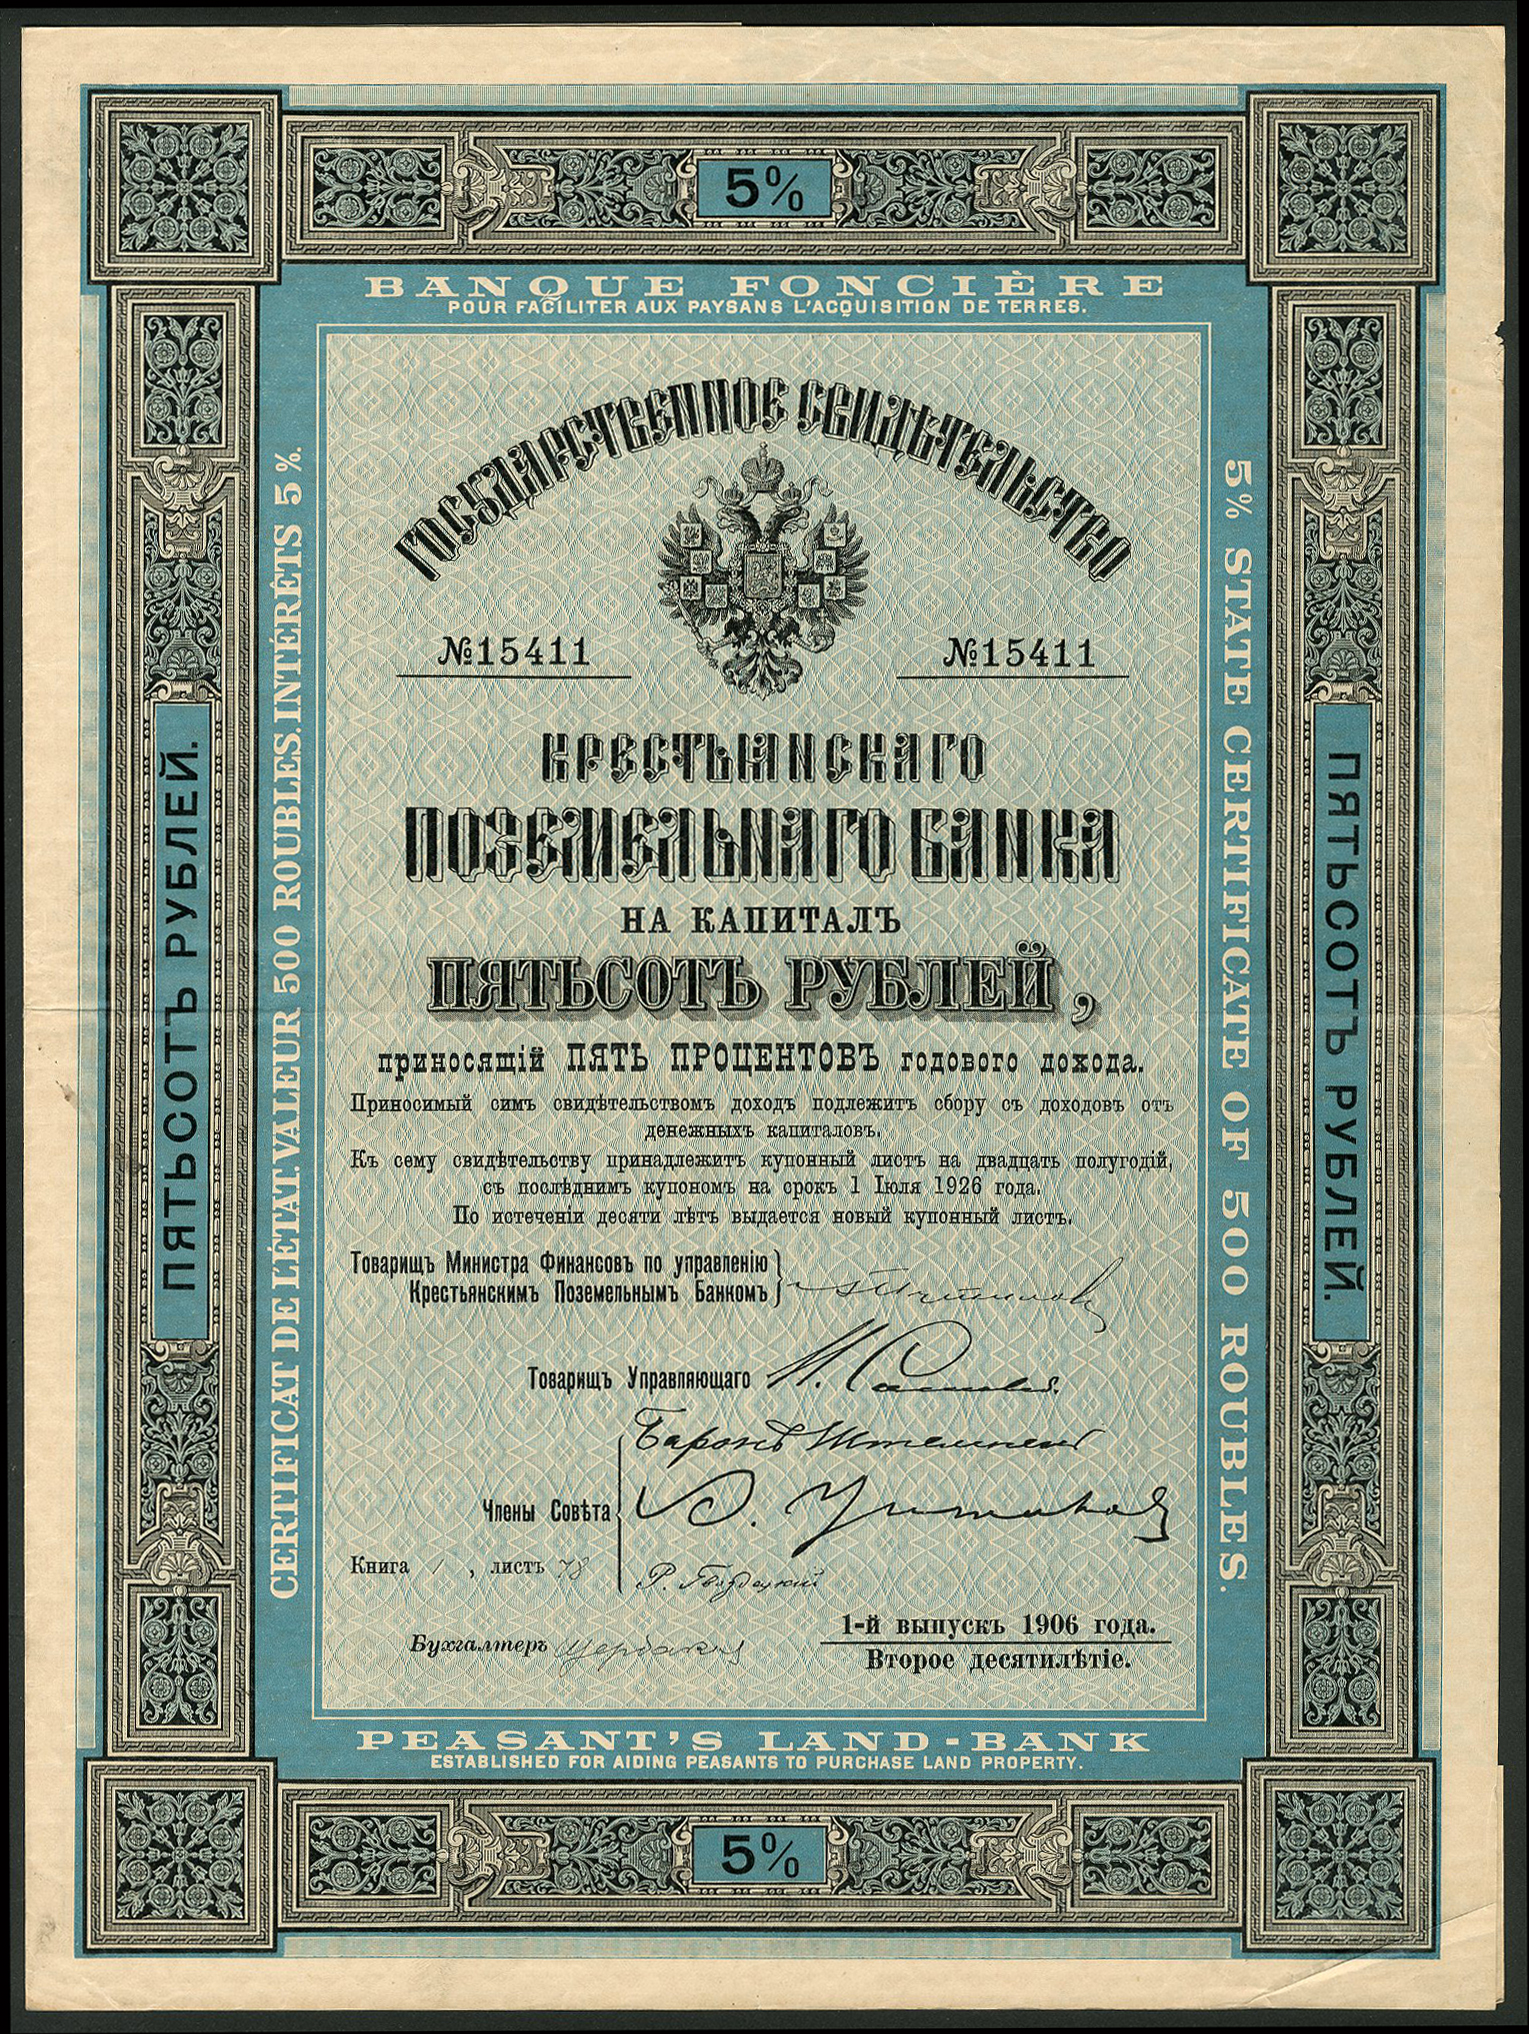 5%
BANQUE FONCIÈRE
POUR FACILITER AUX PAYSANS L'ACQUISITION DE TERRES.
ГОСУДАРСТВЕННОЕ СВИДѢТЕЛЬСТВО
№15411
№15411
КРЕСТЬЯНСКАГО
ПОЗЕМЕЛЬНАГО БАНКА
НА КАПИТАЛЪ
ПЯТЬСОТЪ РУБЛЕЙ,
приносящій ПЯТЬ ПРОЦЕНТОВЪ годового дохода.
Приносимый симъ свидѣтельствомъ доходъ подлежитъ сбору съ доходовъ отъ
денежныхъ капиталовъ.
Къ сему свидѣтельству принадлежитъ купонный листъ на двадцать полугодій,
съ послѣднимъ купономъ на срокъ 1 Іюля 1926 года.
По истеченіи десяти лѣтъ выдается новый купонный листъ.
Товарищъ Министра Финансовъ по управленію
Крестьянскимъ Поземельнымъ Банкомъ
Товарищъ Управляющаго
Баронъ
Члены Совѣта
Книга 1, листъ 78
1-й выпускъ 1906 года.
Бухгалтеръ
Второе десятилѣтіе.
PEASANT'S LAND-BANK
ESTABLISHED FOR AIDING PEASANTS TO PURCHASE LAND PROPERTY.
5%
ПЯТЬСОТЪ РУБЛЕЙ.
CERTIFICAT DE L'ÉTAT. VALEUR 500 ROUBLES. INTÉRÊTS 5%.
5% STATE CERTIFICATE OF 500 ROUBLES.
ПЯТЬСОТЪ РУБЛЕЙ.